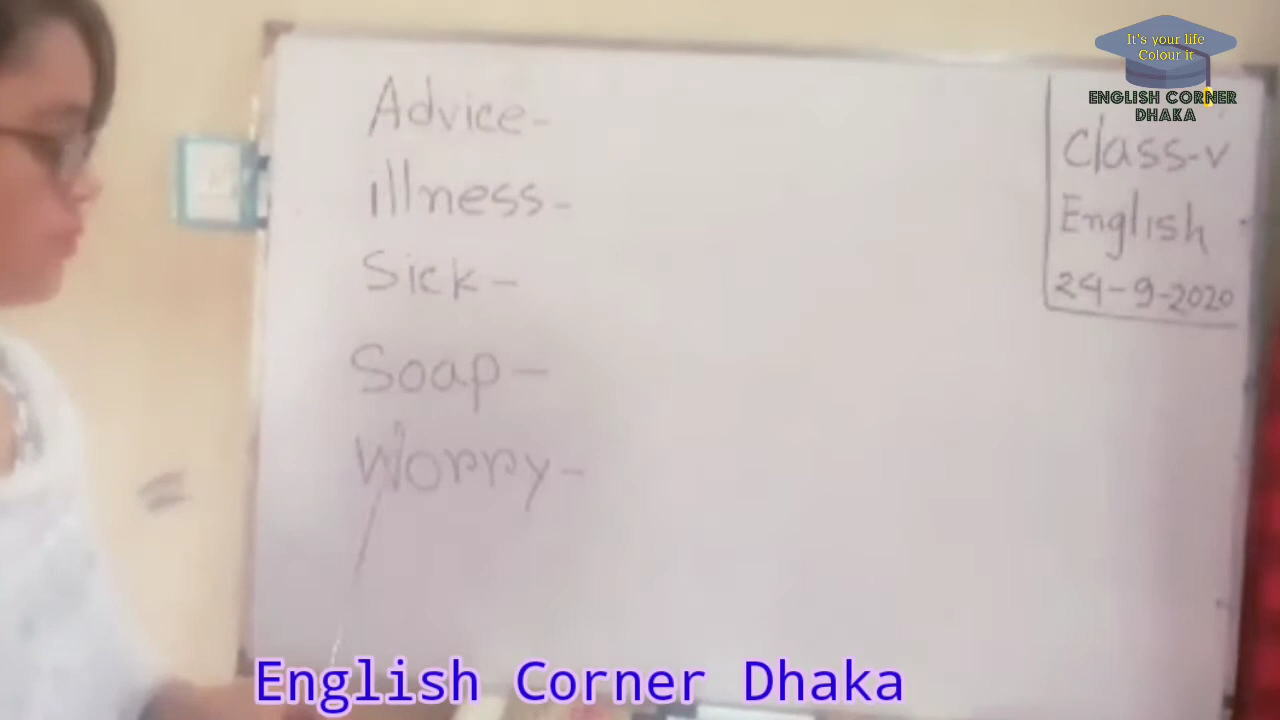 It's your life
Colour it
ENGLISH CORNER
DHAKA
Class-v
English
24-9-2020
Advice-
illness-
Sick-
Soap-
Worry-
English Corner Dhaka